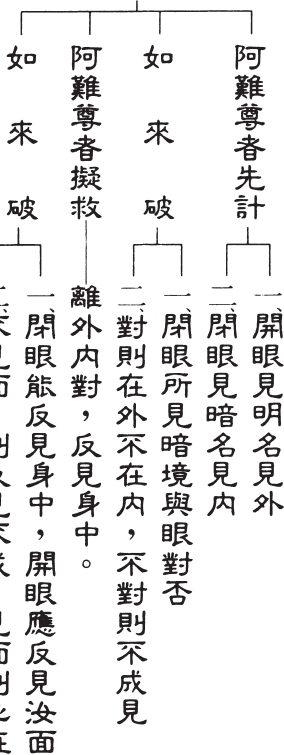 阿難尊者先計
一、開眼見明名見外
二、閉眼見暗名見內
如來破
一、閉眼所見暗境與眼對否
二、對則在外不在內，不對則不成見
阿難尊者擬救
離外內對，反見身中。
如來破
一、閉眼能反見身中，開眼應反見汝面